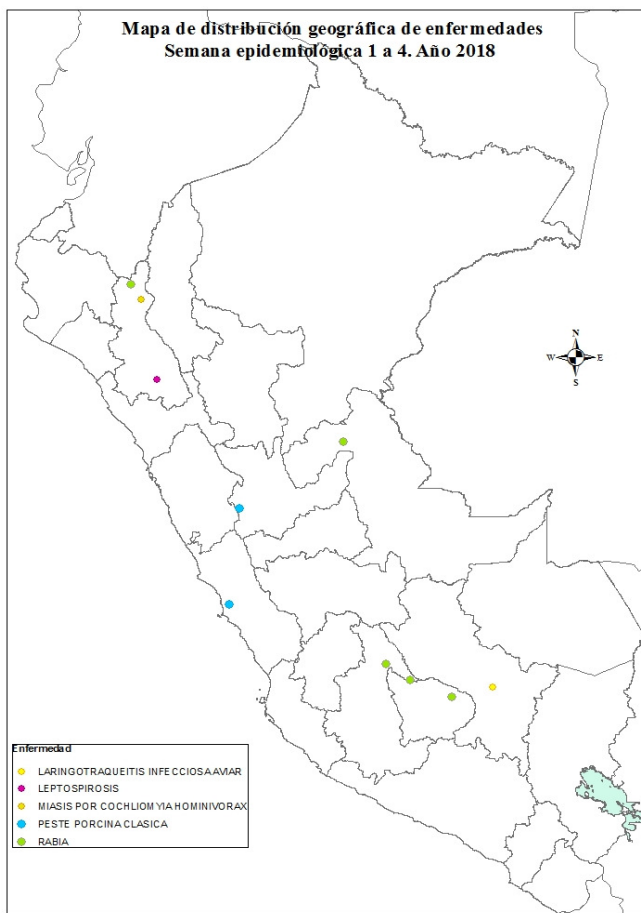 Mapa de distribución geográfica de enfermedades
Semana epidemiológica 1 a 4. Año 2018
N
W E
S
Enfermedad
LARINGOTRAQUEITIS INFECCIOSA AVIAR
LEPTOSPIROSIS
MIASIS POR COCHLIOMYIA HOMINIVORAX
PESTE PORCINA CLASICA
RABIA